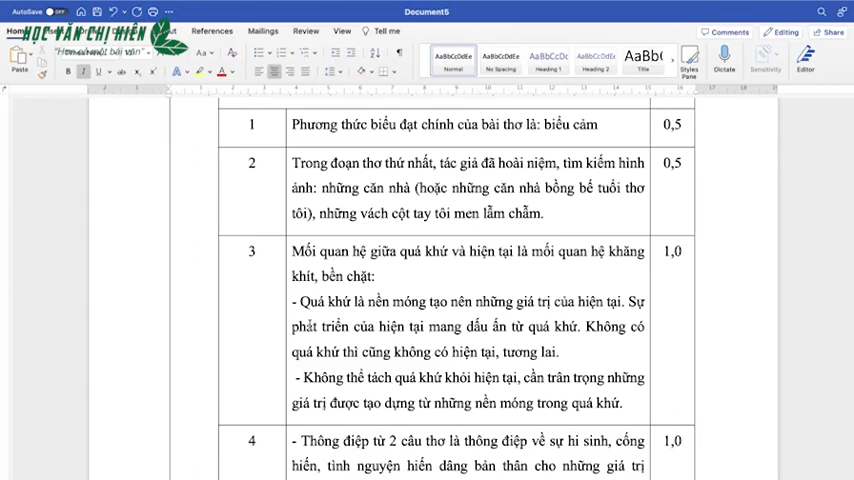 AutoSave OFF
Document5
HỌC VĂN CHỊ HIÊN
References Mailings Review View Tell me
Comments Editing Share
Paste
Aa
AaBbCcDdEe AaBbCcDdEe AaBbCcDc AaBbCcDdEe AaBbC
Normal No Spacing Heading 1 Heading 2 Title
Styles Pane Dictate Sensitivity Editor
1 Phương thức biểu đạt chính của bài thơ là: biểu cảm 0,5
2 Trong đoạn thơ thứ nhất, tác giả đã hoài niệm, tìm kiếm hình 0,5
ảnh: những căn nhà (hoặc những căn nhà bồng bế tuổi thơ
tôi), những vách cột tay tôi men lẫm chẫm.
3 Mối quan hệ giữa quá khứ và hiện tại là mối quan hệ khăng 1,0
khít, bền chặt:
- Quá khứ là nền móng tạo nên những giá trị của hiện tại. Sự
phát triển của hiện tại mang dấu ấn từ quá khứ. Không có
quá khứ thì cũng không có hiện tại, tương lai.
- Không thể tách quá khứ khỏi hiện tại, cần trân trọng những
giá trị được tạo dựng từ những nền móng trong quá khứ.
4 - Thông điệp từ 2 câu thơ là thông điệp về sự hi sinh, cống 1,0
hiến, tình nguyện hiến dâng bản thân cho những giá trị